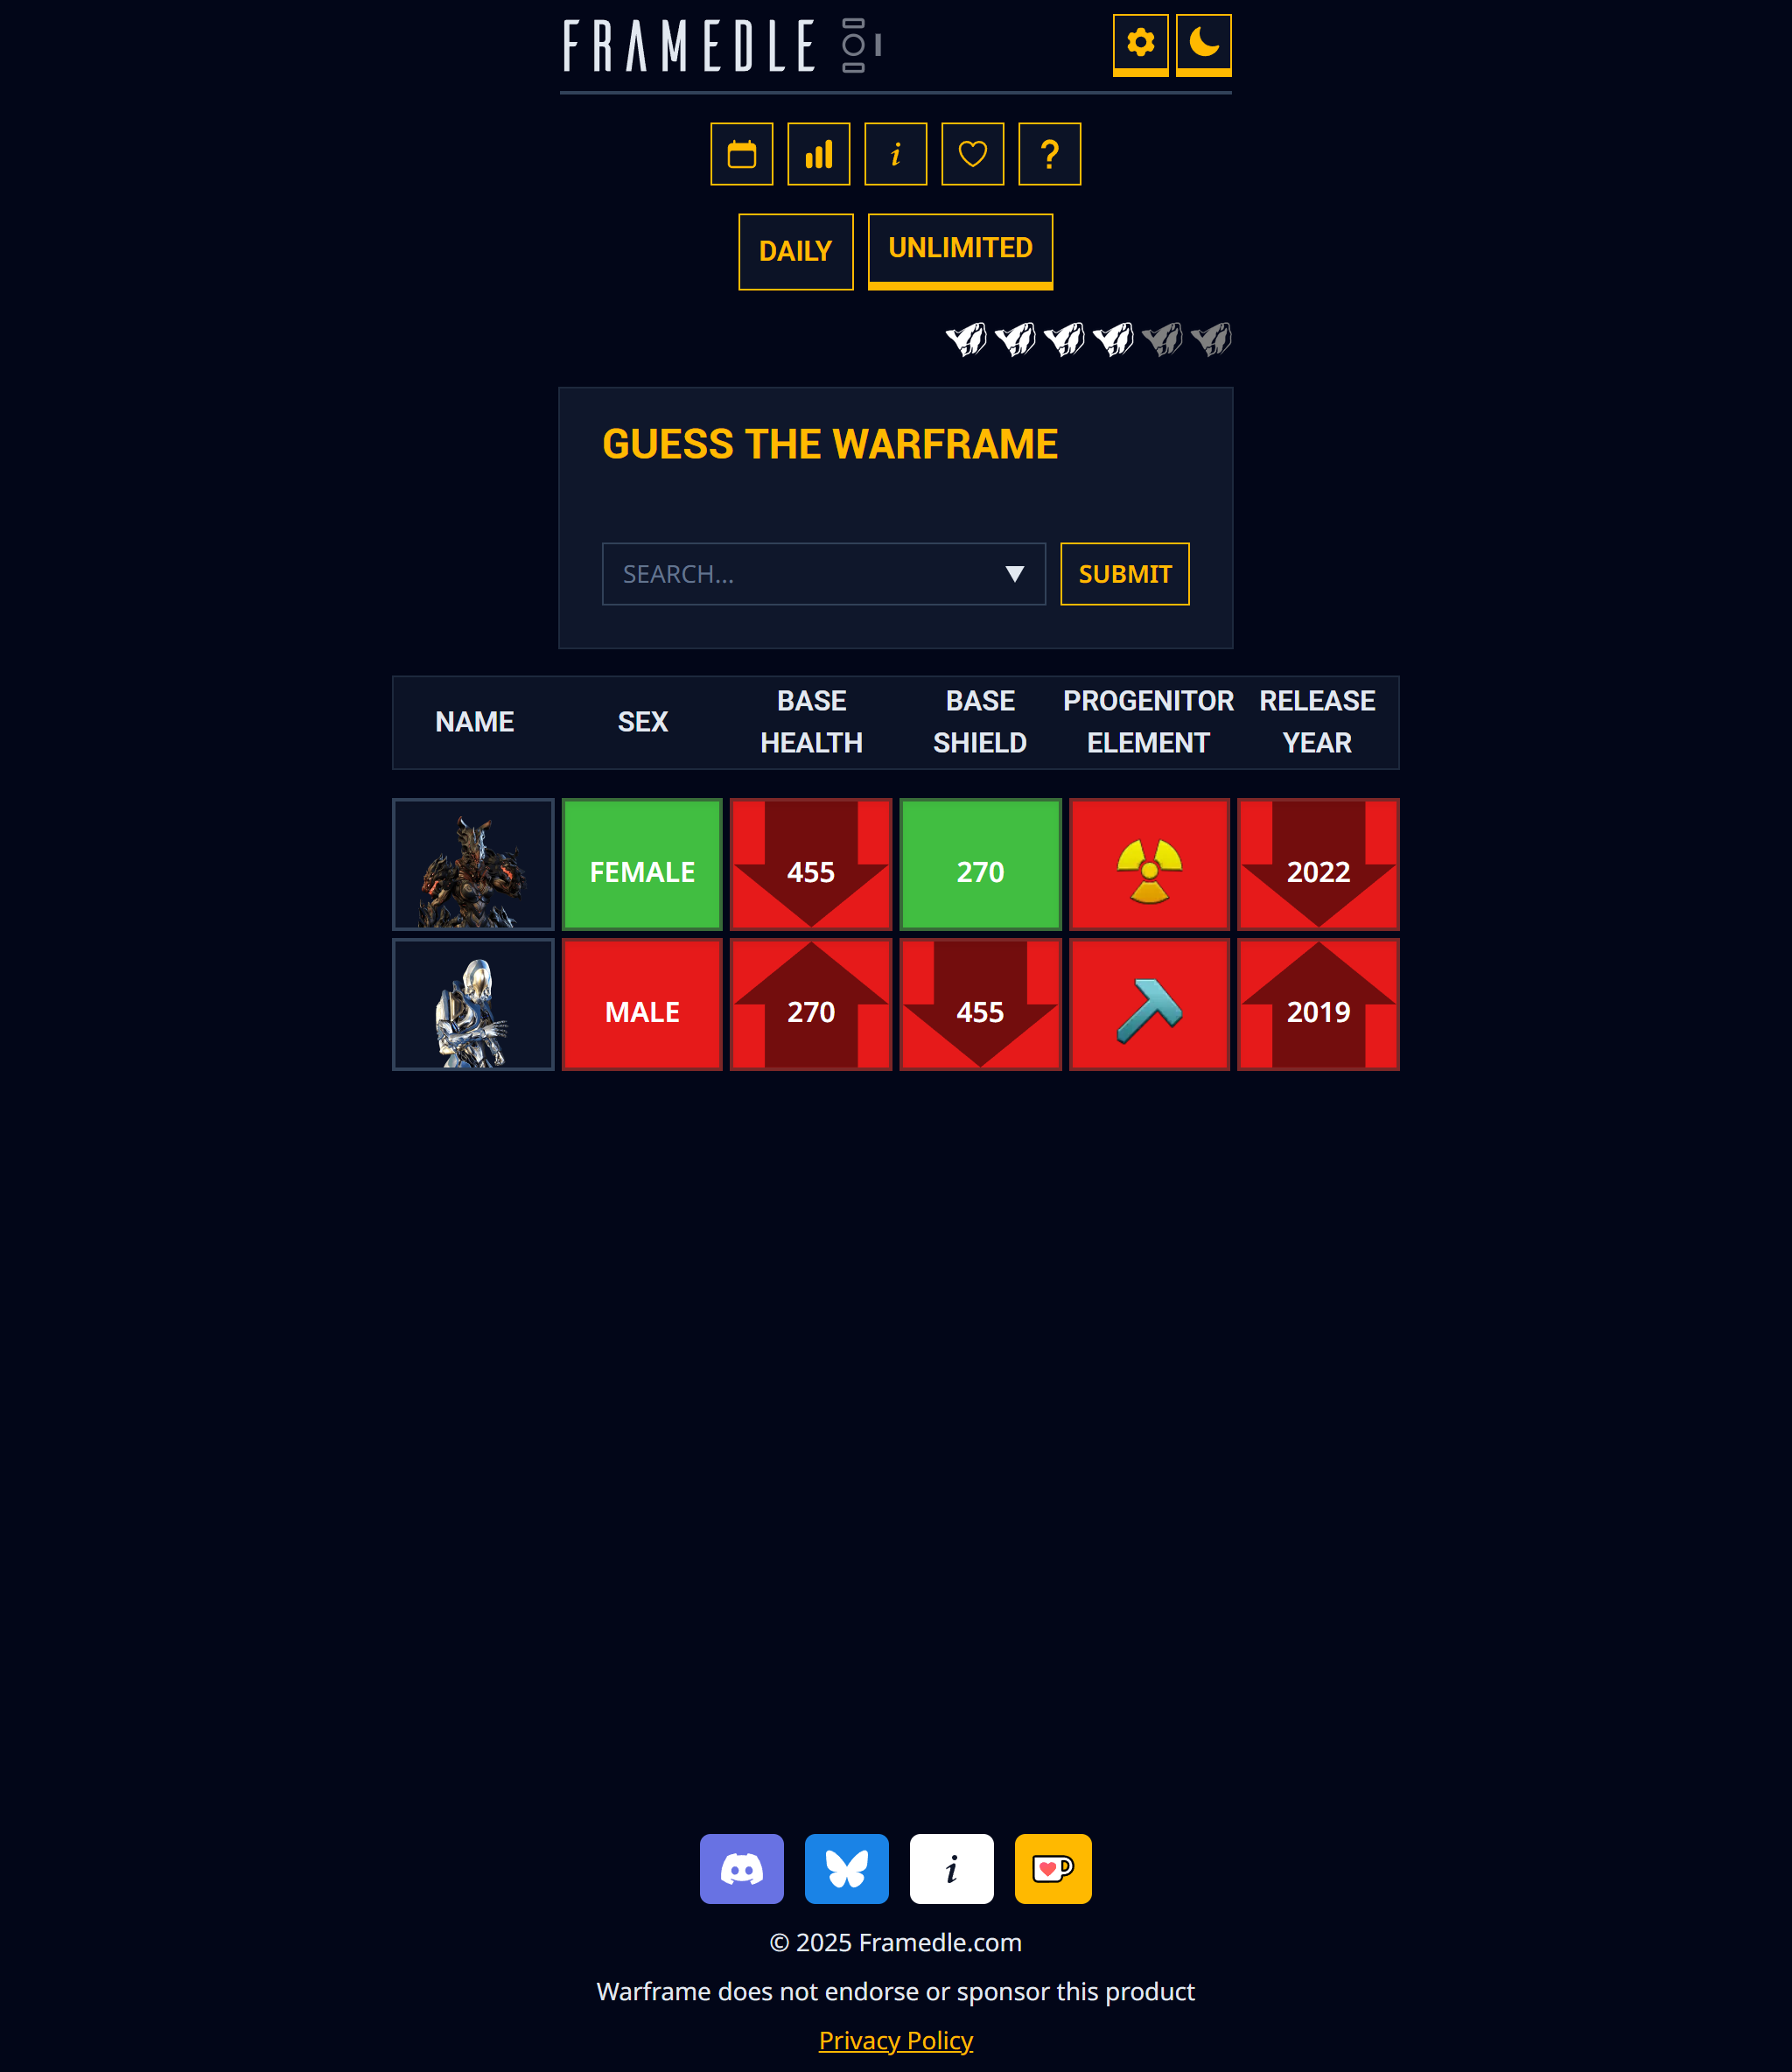 FRAMEDLE
i
?
DAILY
UNLIMITED
GUESS THE WARFRAME
SEARCH...
SUBMIT
NAME
SEX
BASE
HEALTH
BASE
SHIELD
PROGENITOR
ELEMENT
RELEASE
YEAR
FEMALE
455
270
2022
MALE
270
455
2019
i
© 2025 Framedle.com
Warframe does not endorse or sponsor this product
Privacy Policy